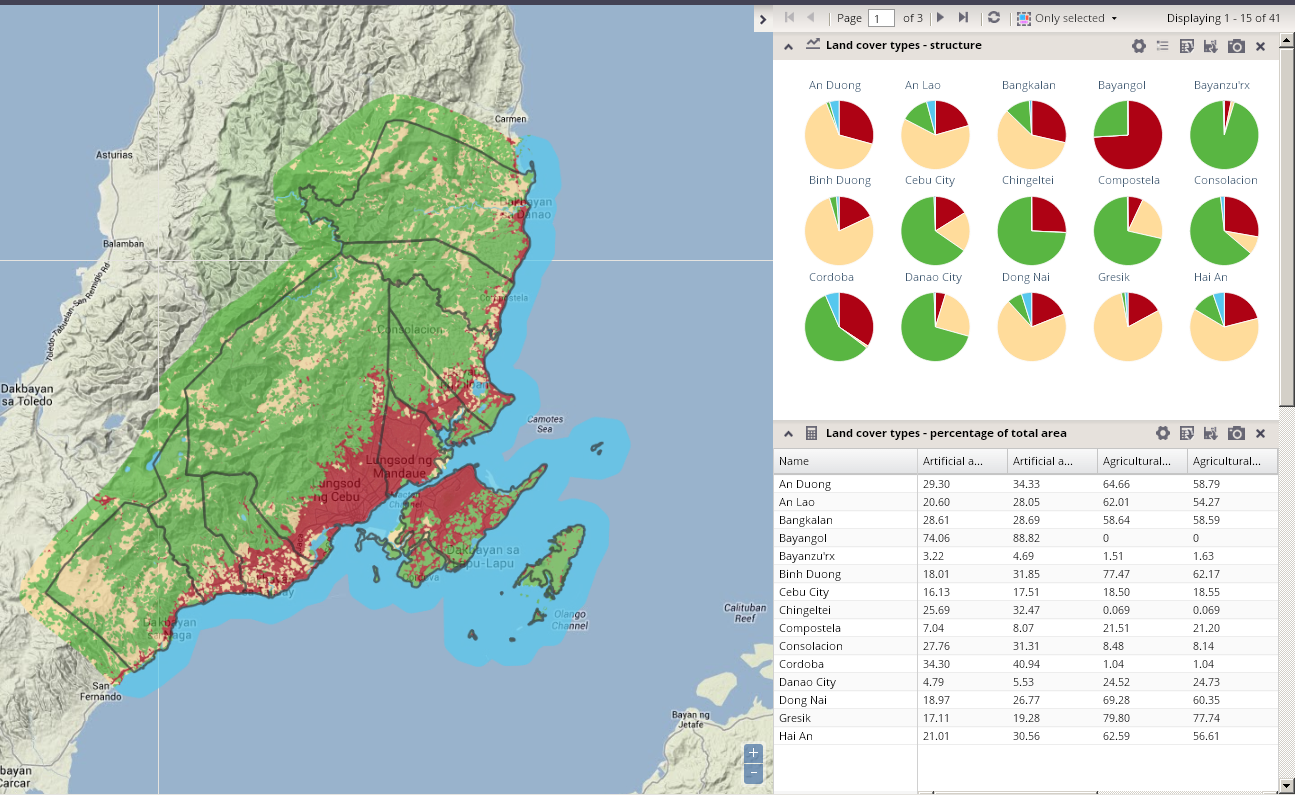 Carmen
Asturias
Dakbayan
sa Danao
Balamban
Toledo-Tabuelan-San Remigio Rd
Compostela
Consolacion
Dakbayan
sa Toledo
Camotes
Sea
Lungsod ng
Mandaue
ungsod
ng Cebu
Channel
Dakbayan sa
Lapu-Lapu
Olango
Channel
Calituban
Reef
Dakbayan
San
Fernando
Bayan ng
Jetafe
bayan
Carcar
+
−
Page 1 of 3
Only selected
Displaying 1 - 15 of 41
Land cover types - structure
An Duong An Lao Bangkalan Bayangol Bayanzu'rx
Binh Duong Cebu City Chingeltei Compostela Consolacion
Cordoba Danao City Dong Nai Gresik Hai An
Land cover types - percentage of total area
Name Artificial a... Artificial a... Agricultural... Agricultural...
An Duong 29.30 34.33 64.66 58.79
An Lao 20.60 28.05 62.01 54.27
Bangkalan 28.61 28.69 58.64 58.59
Bayangol 74.06 88.82 0 0
Bayanzu'rx 3.22 4.69 1.51 1.63
Binh Duong 18.01 31.85 77.47 62.17
Cebu City 16.13 17.51 18.50 18.55
Chingeltei 25.69 32.47 0.069 0.069
Compostela 7.04 8.07 21.51 21.20
Consolacion 27.76 31.31 8.48 8.14
Cordoba 34.30 40.94 1.04 1.04
Danao City 4.79 5.53 24.52 24.73
Dong Nai 18.97 26.77 69.28 60.35
Gresik 17.11 19.28 79.80 77.74
Hai An 21.01 30.56 62.59 56.61